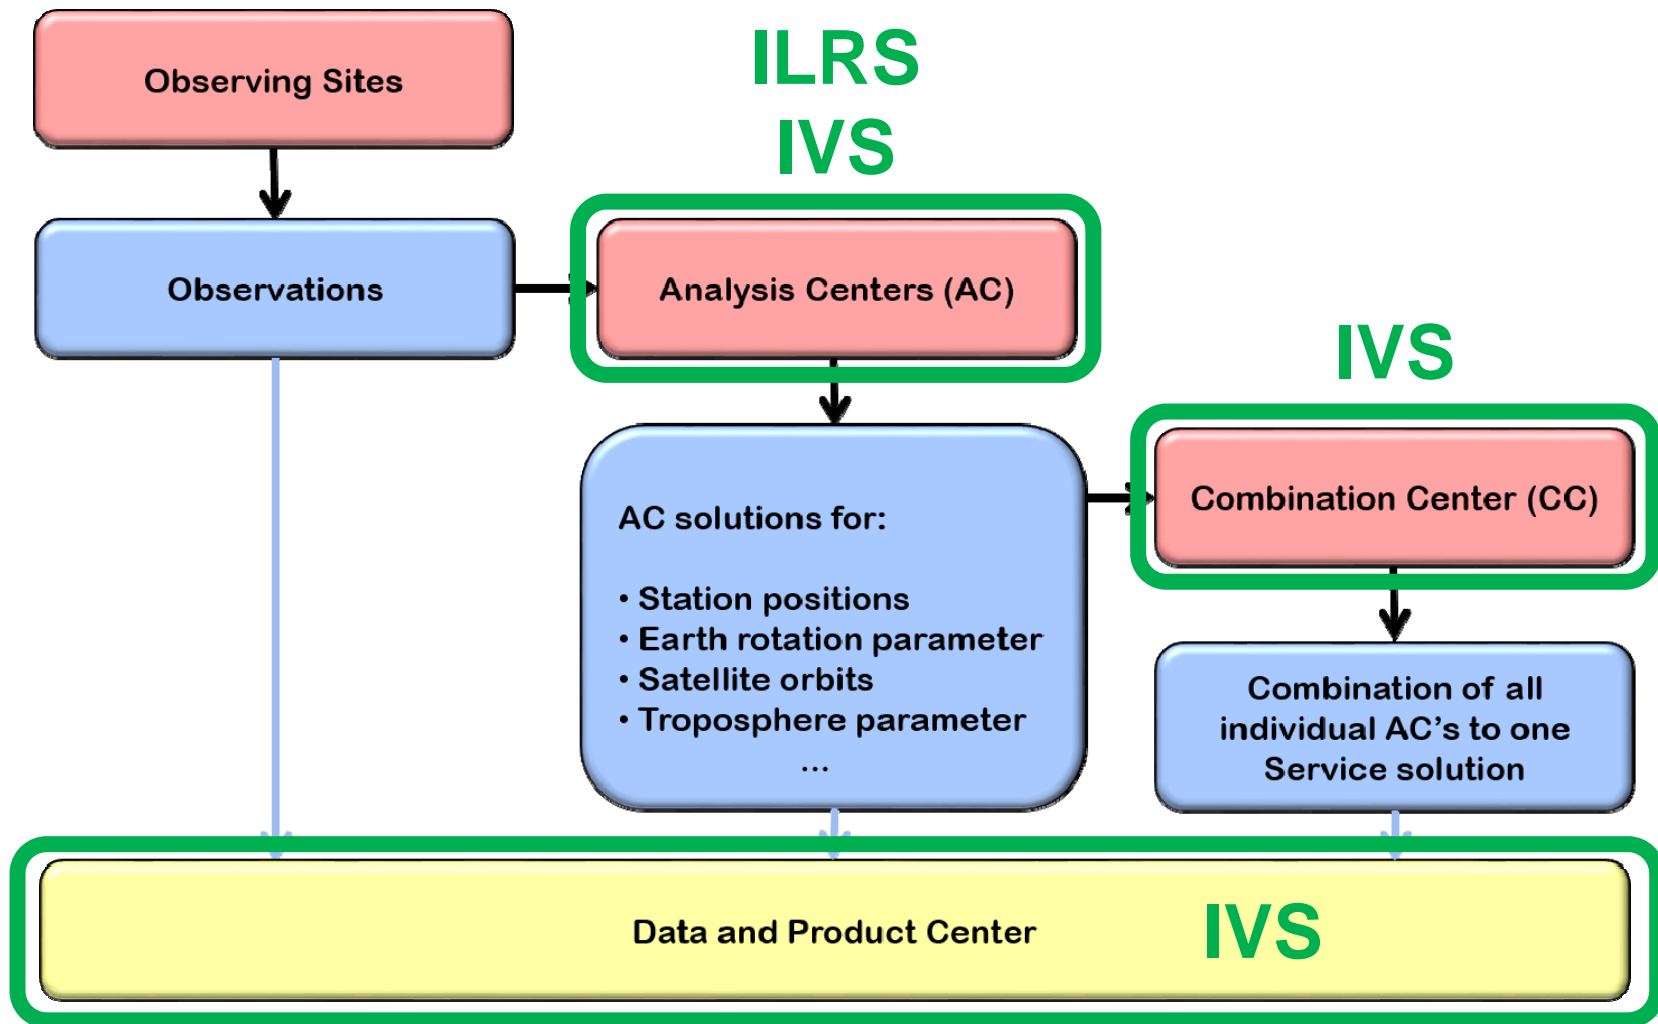 Observing Sites
ILRS
IVS
Observations
Analysis Centers (AC)
IVS
AC solutions for:
• Station positions
• Earth rotation parameter
• Satellite orbits
• Troposphere parameter
...
Combination Center (CC)
Combination of all
individual AC's to one
Service solution
Data and Product Center
IVS